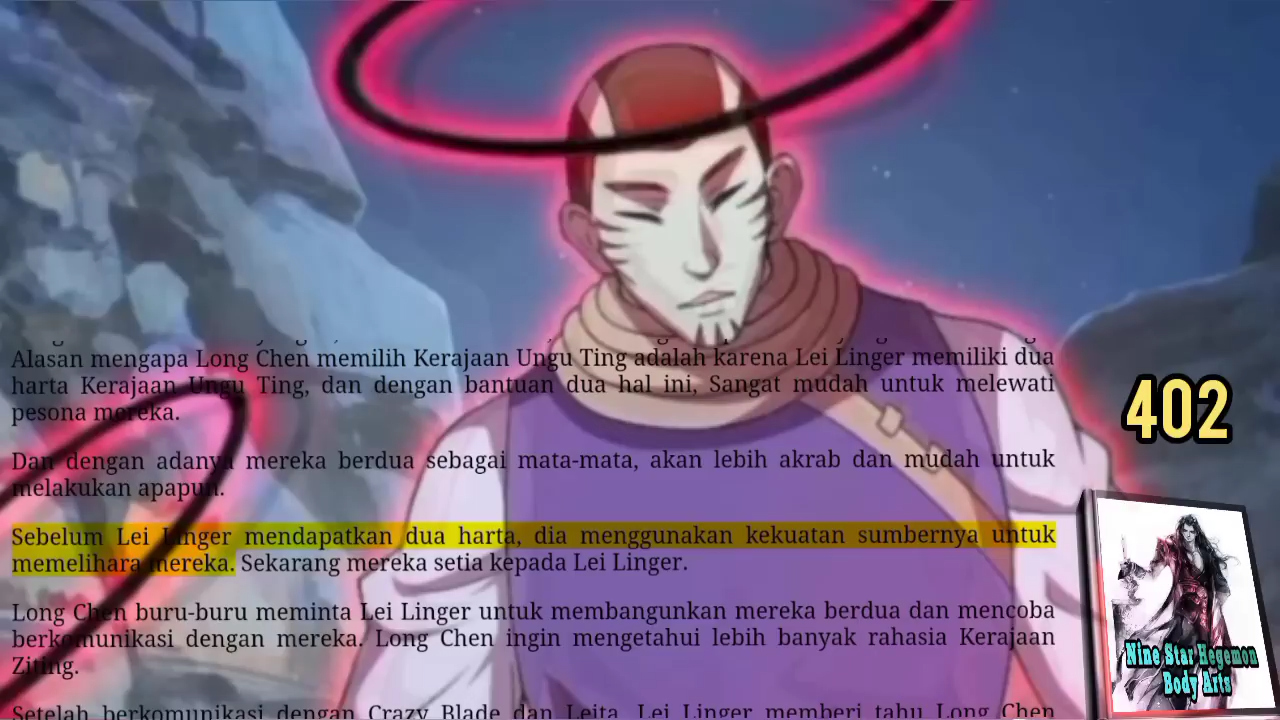 Alasan mengapa Long Chen memilih Kerajaan Ungu Ting adalah karena Lei Linger memiliki dua
harta Kerajaan Ungu Ting, dan dengan bantuan dua hal ini, Sangat mudah untuk melewati
pesona mereka.
Dan dengan adanya mereka berdua sebagai mata-mata, akan lebih akrab dan mudah untuk
melakukan apapun.
Sebelum Lei Linger mendapatkan dua harta, dia menggunakan kekuatan sumbernya untuk
memelihara mereka. Sekarang mereka setia kepada Lei Linger.
Long Chen buru-buru meminta Lei Linger untuk membangunkan mereka berdua dan mencoba
berkomunikasi dengan mereka. Long Chen ingin mengetahui lebih banyak rahasia Kerajaan
Ziting.
Setelah berkomunikasi dengan Crazy Blade dan Leita, Lei Linger memberi tahu Long Chen
402
Nine Star Hegemon
Body Arts